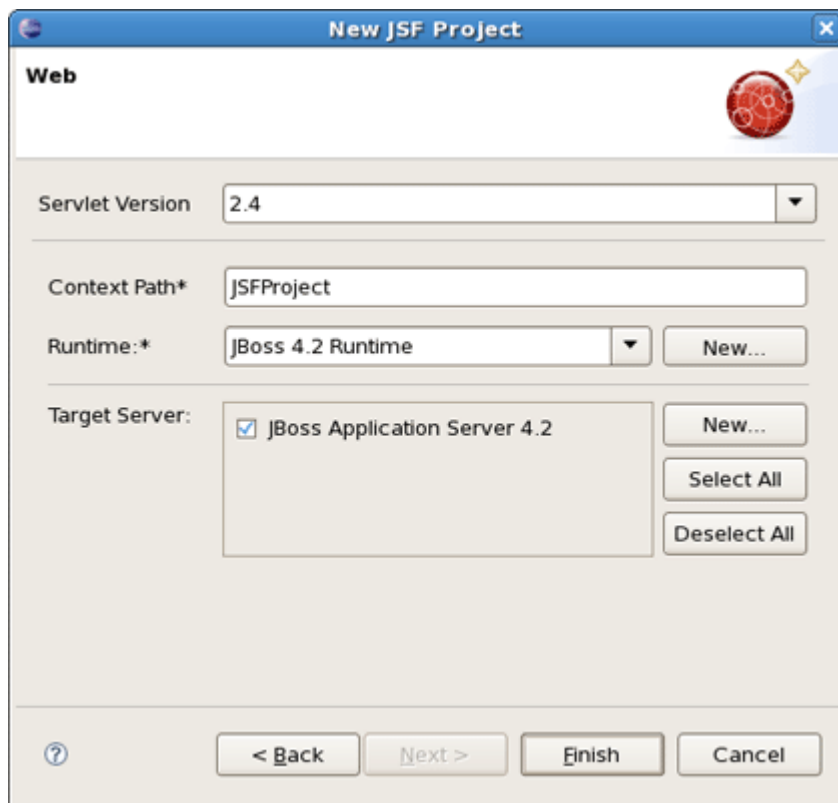 New JSF Project
Web
Servlet Version 2.4
Context Path* JSFProject
Runtime:* JBoss 4.2 Runtime New...
Target Server: JBoss Application Server 4.2 New...
Select All
Deselect All
? < Back Next > Finish Cancel